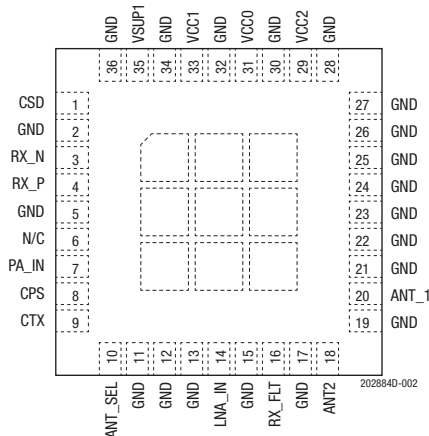 GND VSUP1 GND VCC1 GND VCC0 GND VCC2 GND
36 35 34 33 32 31 30 29 28
CSD 1 27 GND
GND 2 26 GND
RX_N 3 25 GND
RX_P 4 24 GND
GND 5 23 GND
N/C 6 22 GND
PA_IN 7 21 GND
CPS 8 20 ANT_1
CTX 9 19 GND
10 11 12 13 14 15 16 17 18
ANT_SEL GND GND GND LNA_IN GND RX_FLT GND ANT2
202884D-002